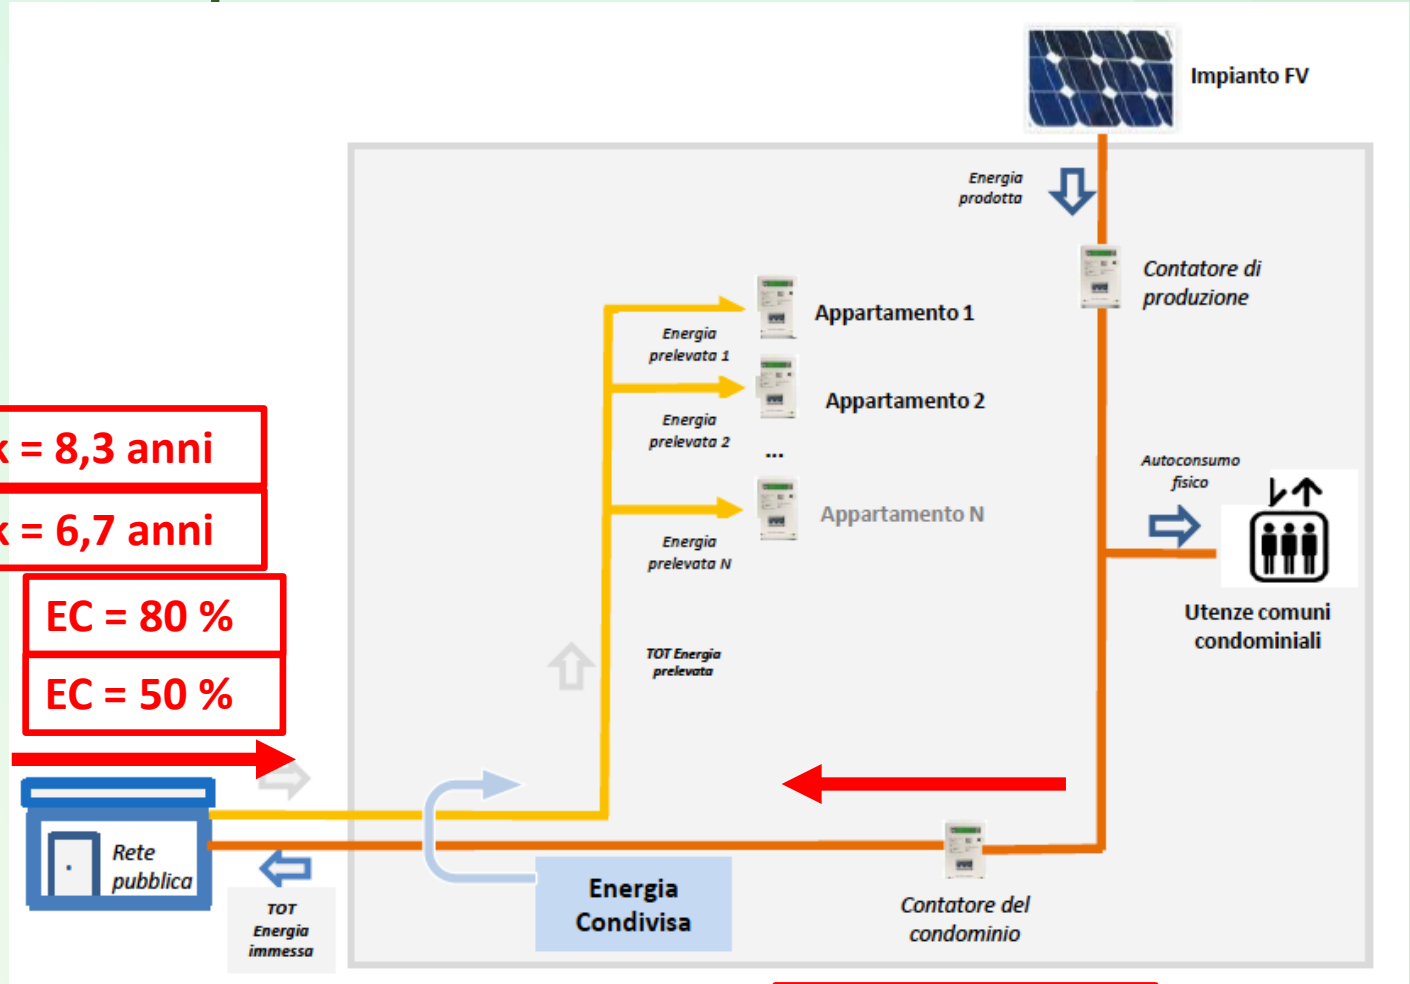 Impianto FV
Energia
prodotta
Contatore di
produzione
Appartamento 1
Energia
prelevata 1
Appartamento 2
Energia
prelevata 2
...
Appartamento N
Energia
prelevata N
Autoconsumo
fisico
Utenze comuni
condominiali
k = 8,3 anni
k = 6,7 anni
EC = 80 %
EC = 50 %
TOT Energia
prelevata
Rete
pubblica
TOT
Energia
immessa
Energia
Condivisa
Contatore del
condominio